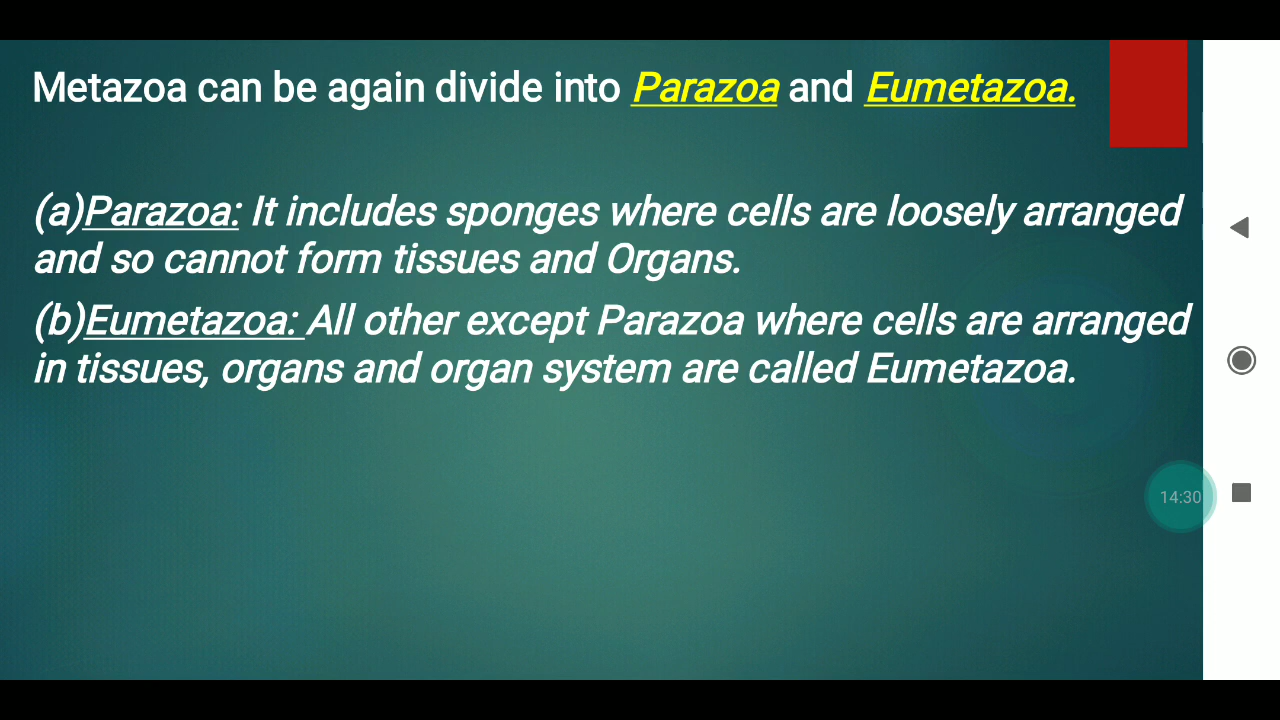 Metazoa can be again divide into Parazoa and Eumetazoa.
(a)Parazoa: It includes sponges where cells are loosely arranged
and so cannot form tissues and Organs.
(b)Eumetazoa: All other except Parazoa where cells are arranged
in tissues, organs and organ system are called Eumetazoa.
14:30